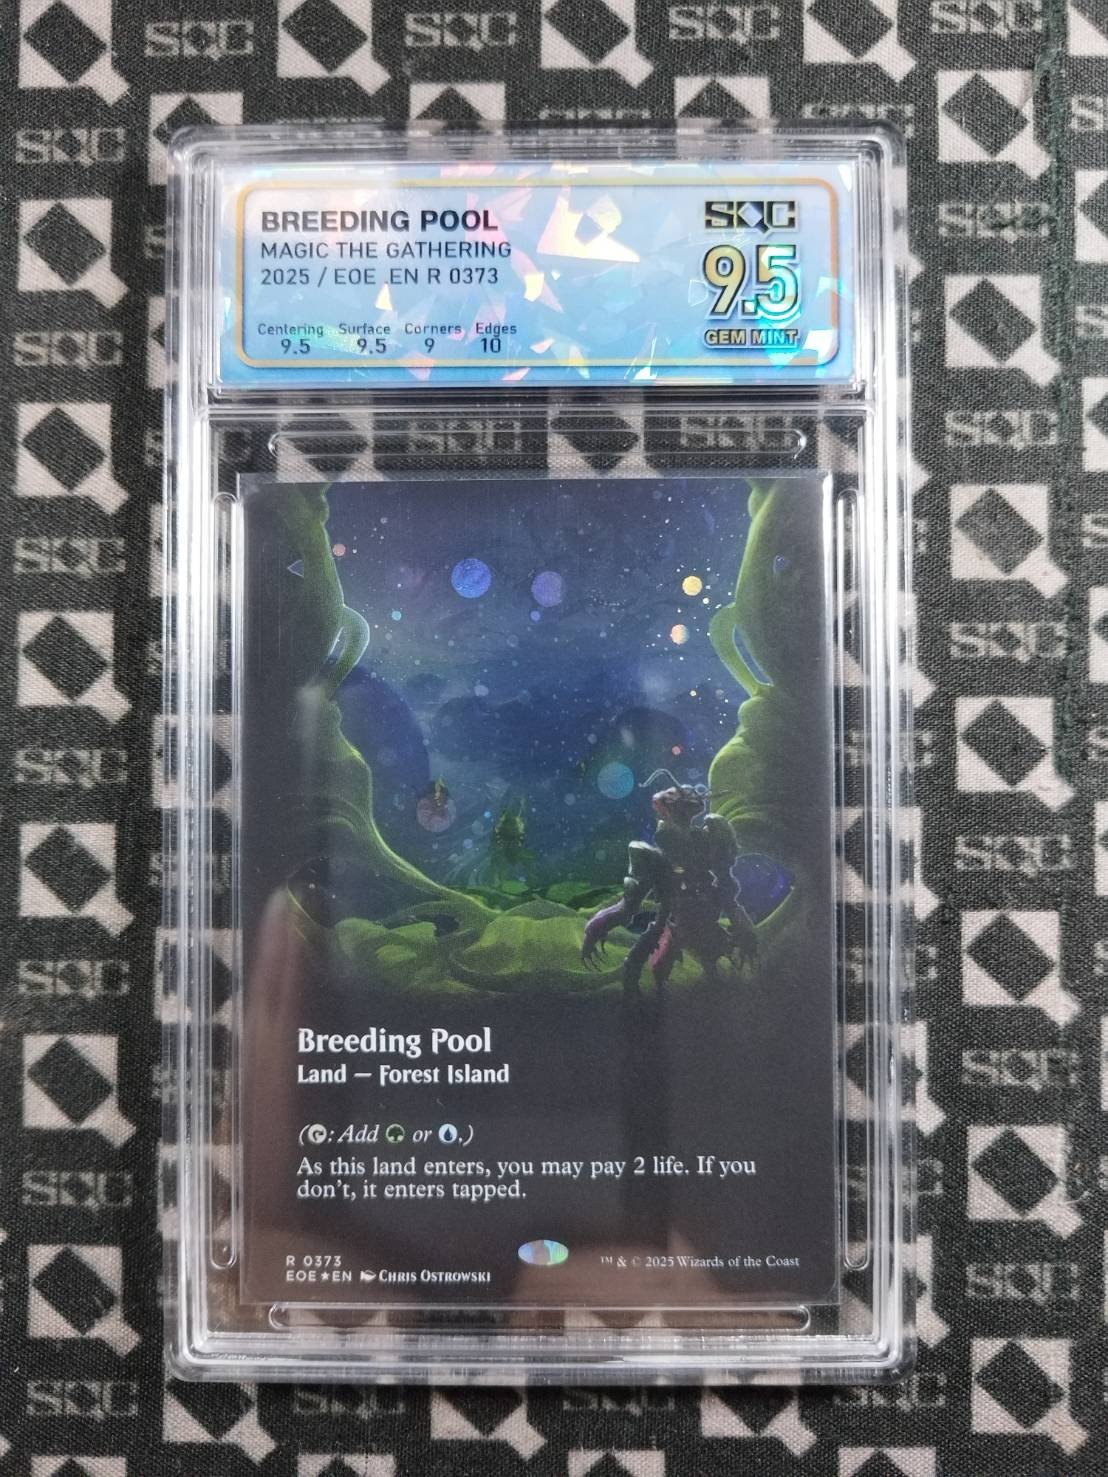 BREEDING POOL
MAGIC THE GATHERING
2025 / EOE EN R 0373
Centering Surface Corners Edges
9.5 9.5 9 10
SQC
9.5
GEM MINT
Breeding Pool
Land — Forest Island
( : Add or .)
As this land enters, you may pay 2 life. If you
don't, it enters tapped.
R 0373
EOE★EN CHRIS OSTROWSKI
™ & © 2025 Wizards of the Coast